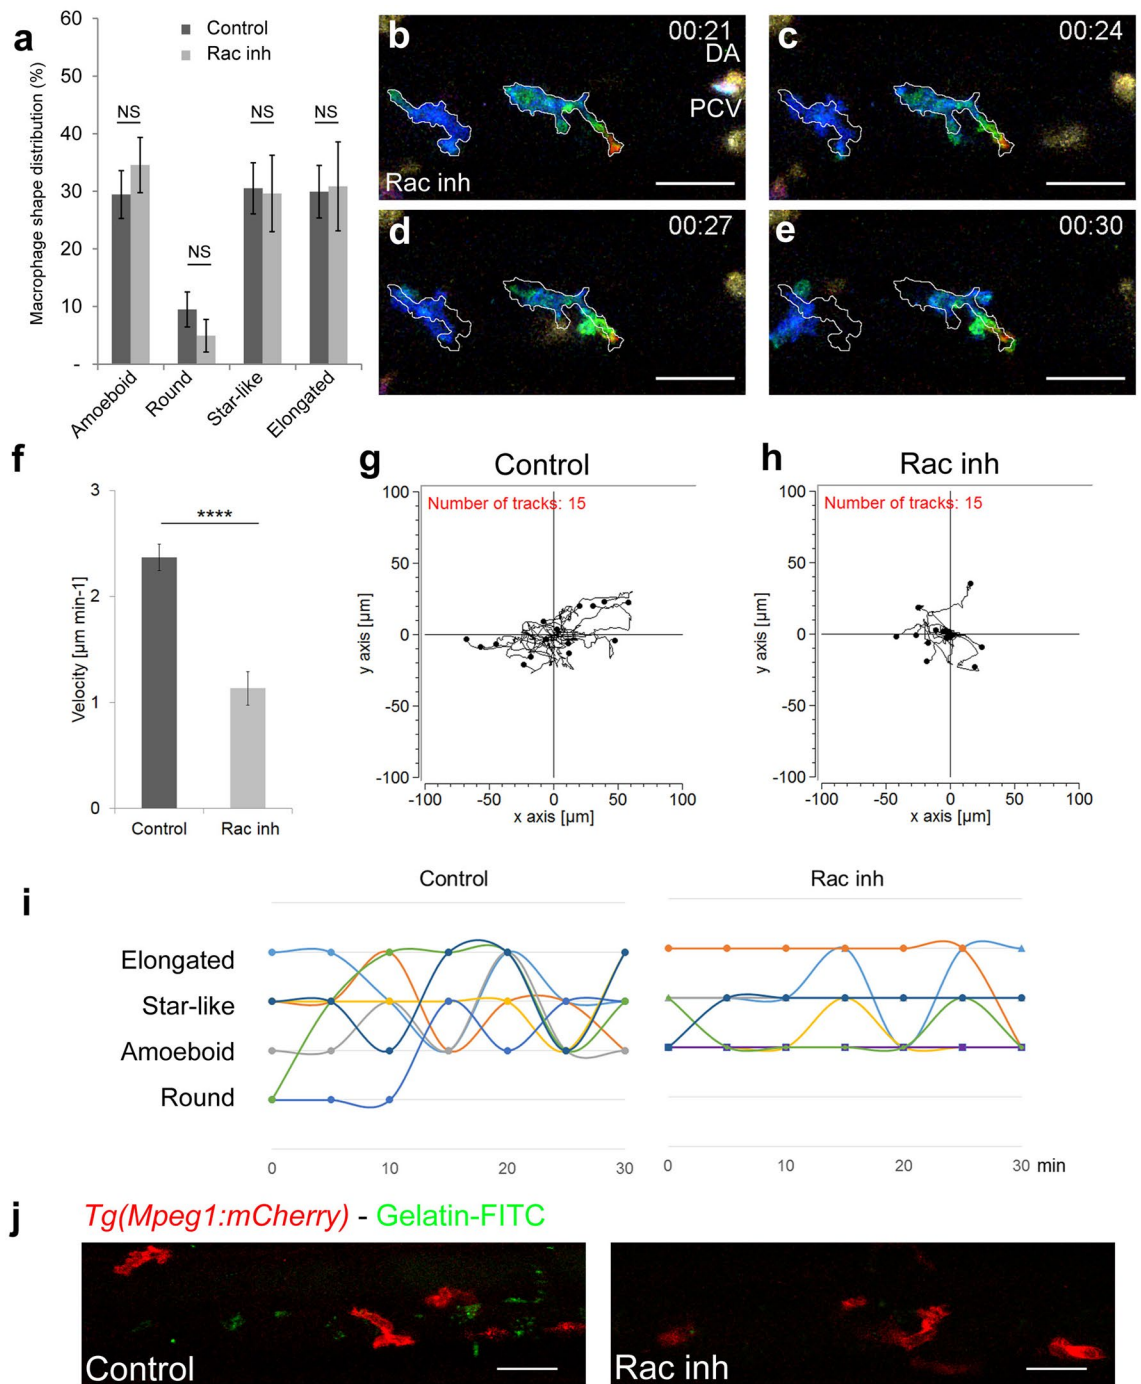 a
Macrophage shape distribution (%)
60
50
40
30
20
10
-
Control
Rac inh
NS
NS
NS
NS
Amoeboid
Round
Star-like
Elongated
b
00:21
DA
PCV
Rac inh
c
00:24
d
00:27
e
00:30
f
Velocity [µm min-1]
3
2
1
0
****
Control
Rac inh
g
Control
Number of tracks: 15
y axis [µm]
100
50
0
-50
-100
-100 -50 0 50 100
x axis [µm]
h
Rac inh
Number of tracks: 15
y axis [µm]
100
50
0
-50
-100
-100 -50 0 50 100
x axis [µm]
i
Control
Rac inh
Elongated
Star-like
Amoeboid
Round
0 10 20 30
0 10 20 30 min
j
Tg(Mpeg1:mCherry) - Gelatin-FITC
Control
Rac inh